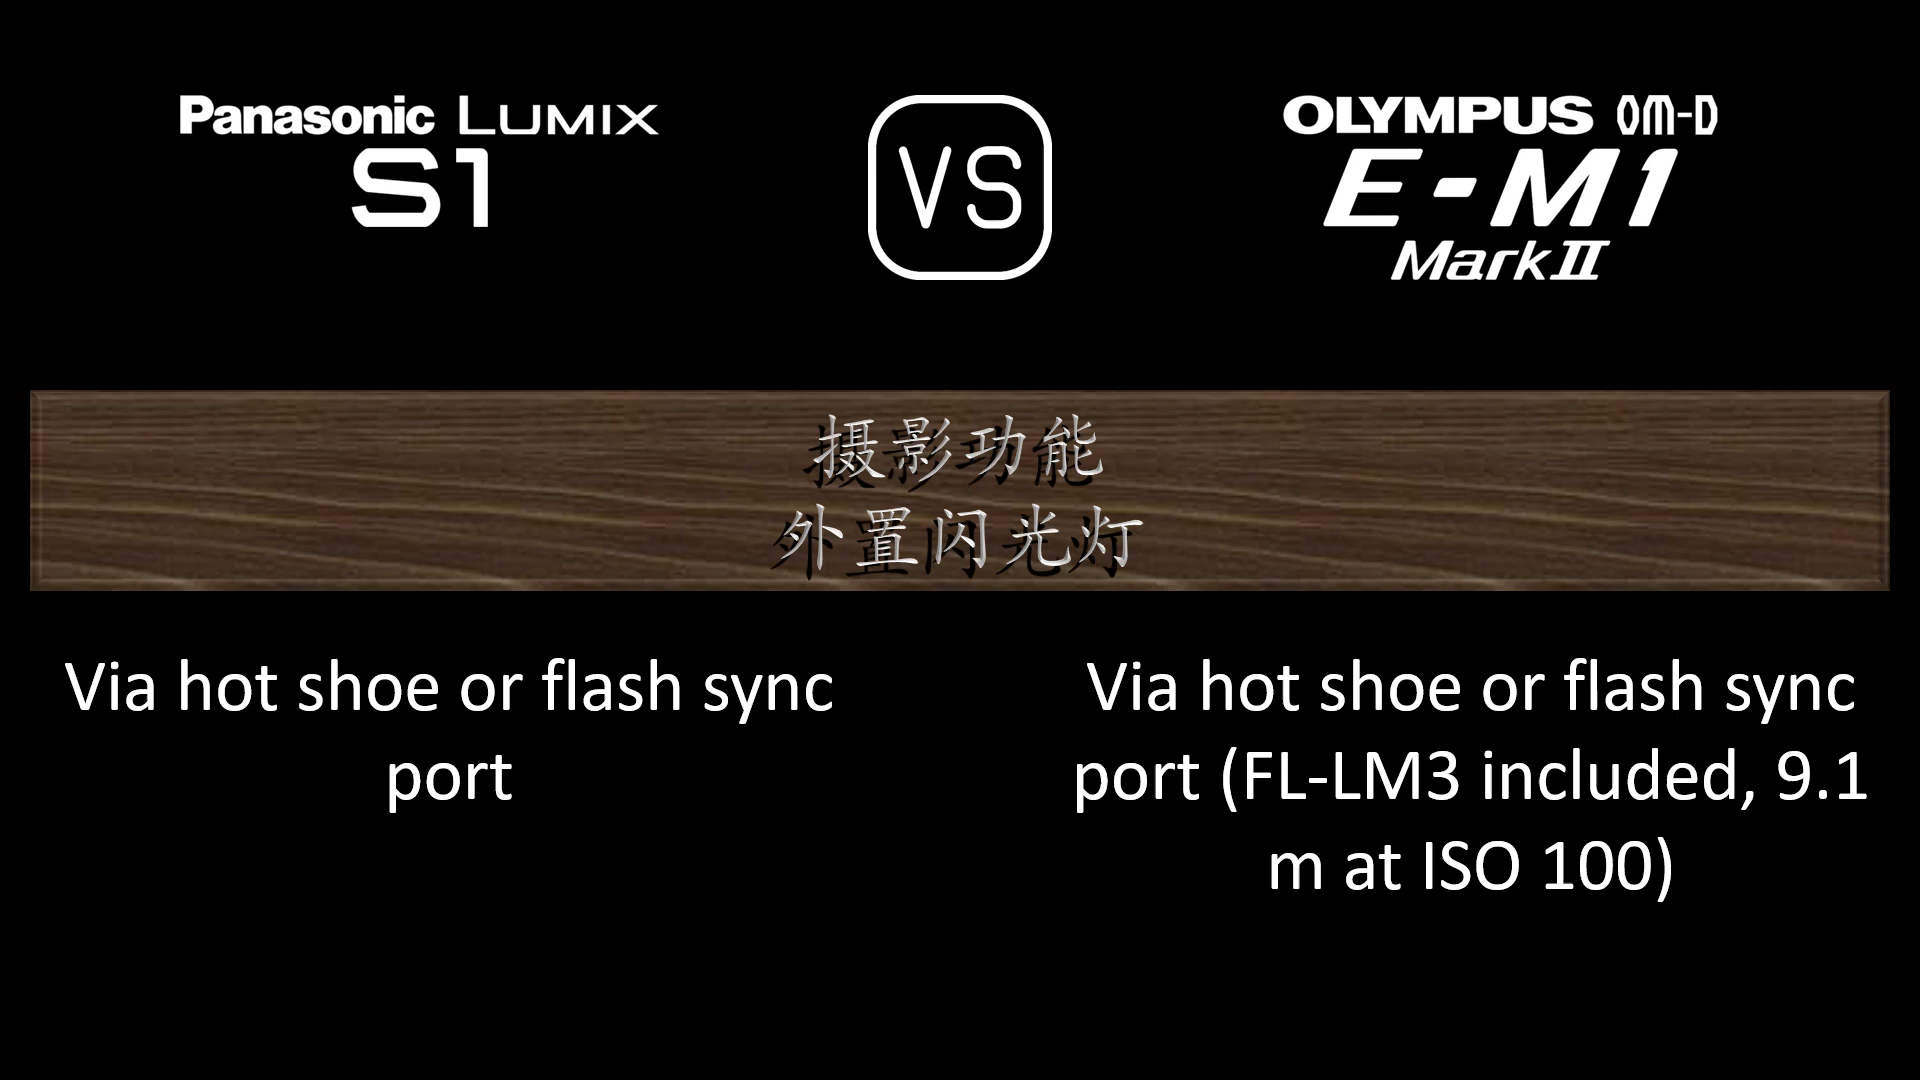 Panasonic LUMIX
S1
VS
OLYMPUS OM-D
E-M1
Mark II
摄影功能
外置闪光灯
Via hot shoe or flash sync
port
Via hot shoe or flash sync
port (FL-LM3 included, 9.1
m at ISO 100)